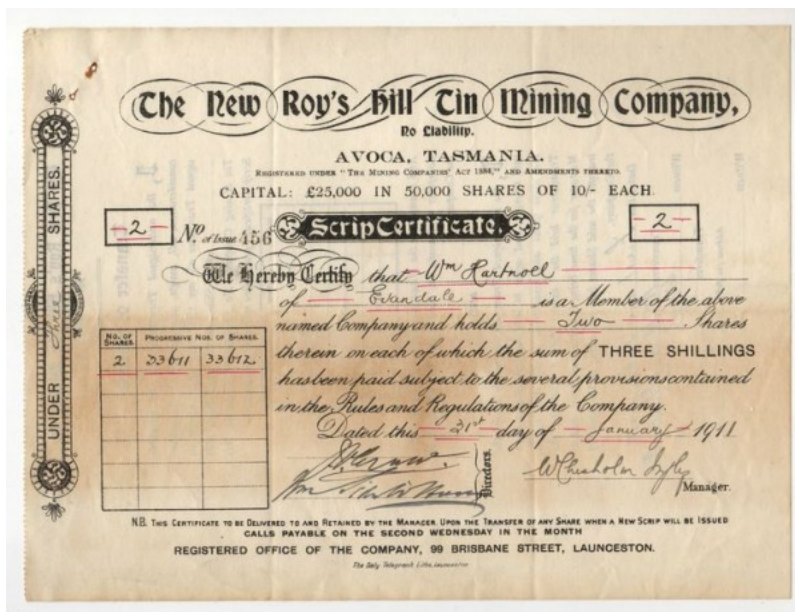 The New Roy's Hill Tin Mining Company,
No Liability.
AVOCA, TASMANIA.
REGISTERED UNDER "THE MINING COMPANIES' ACT 1884," AND AMENDMENTS THERETO.
CAPITAL: £25,000 IN 50,000 SHARES OF 10/- EACH.
2 No of Issue 456 Scrip Certificate. 2
We Hereby Certify that Wm Hartnoll
of Evandale is a Member of the above
named Company and holds Two Shares
therein on each of which the sum of THREE SHILLINGS
has been paid subject to the several provisions contained
in the Rules and Regulations of the Company.
Dated this 31st day of January 1911
Directors.
W Chisholm
Manager.
NO. OF SHARES. PROGRESSIVE NOS. OF SHARES.
2 33611 33612
UNDER Three SHARES.
N.B. THIS CERTIFICATE TO BE DELIVERED TO AND RETAINED BY THE MANAGER UPON THE TRANSFER OF ANY SHARE WHEN A NEW SCRIP WILL BE ISSUED
CALLS PAYABLE ON THE SECOND WEDNESDAY IN THE MONTH
REGISTERED OFFICE OF THE COMPANY, 99 BRISBANE STREET, LAUNCESTON.
The Daily Telegraph Litho. Launceston